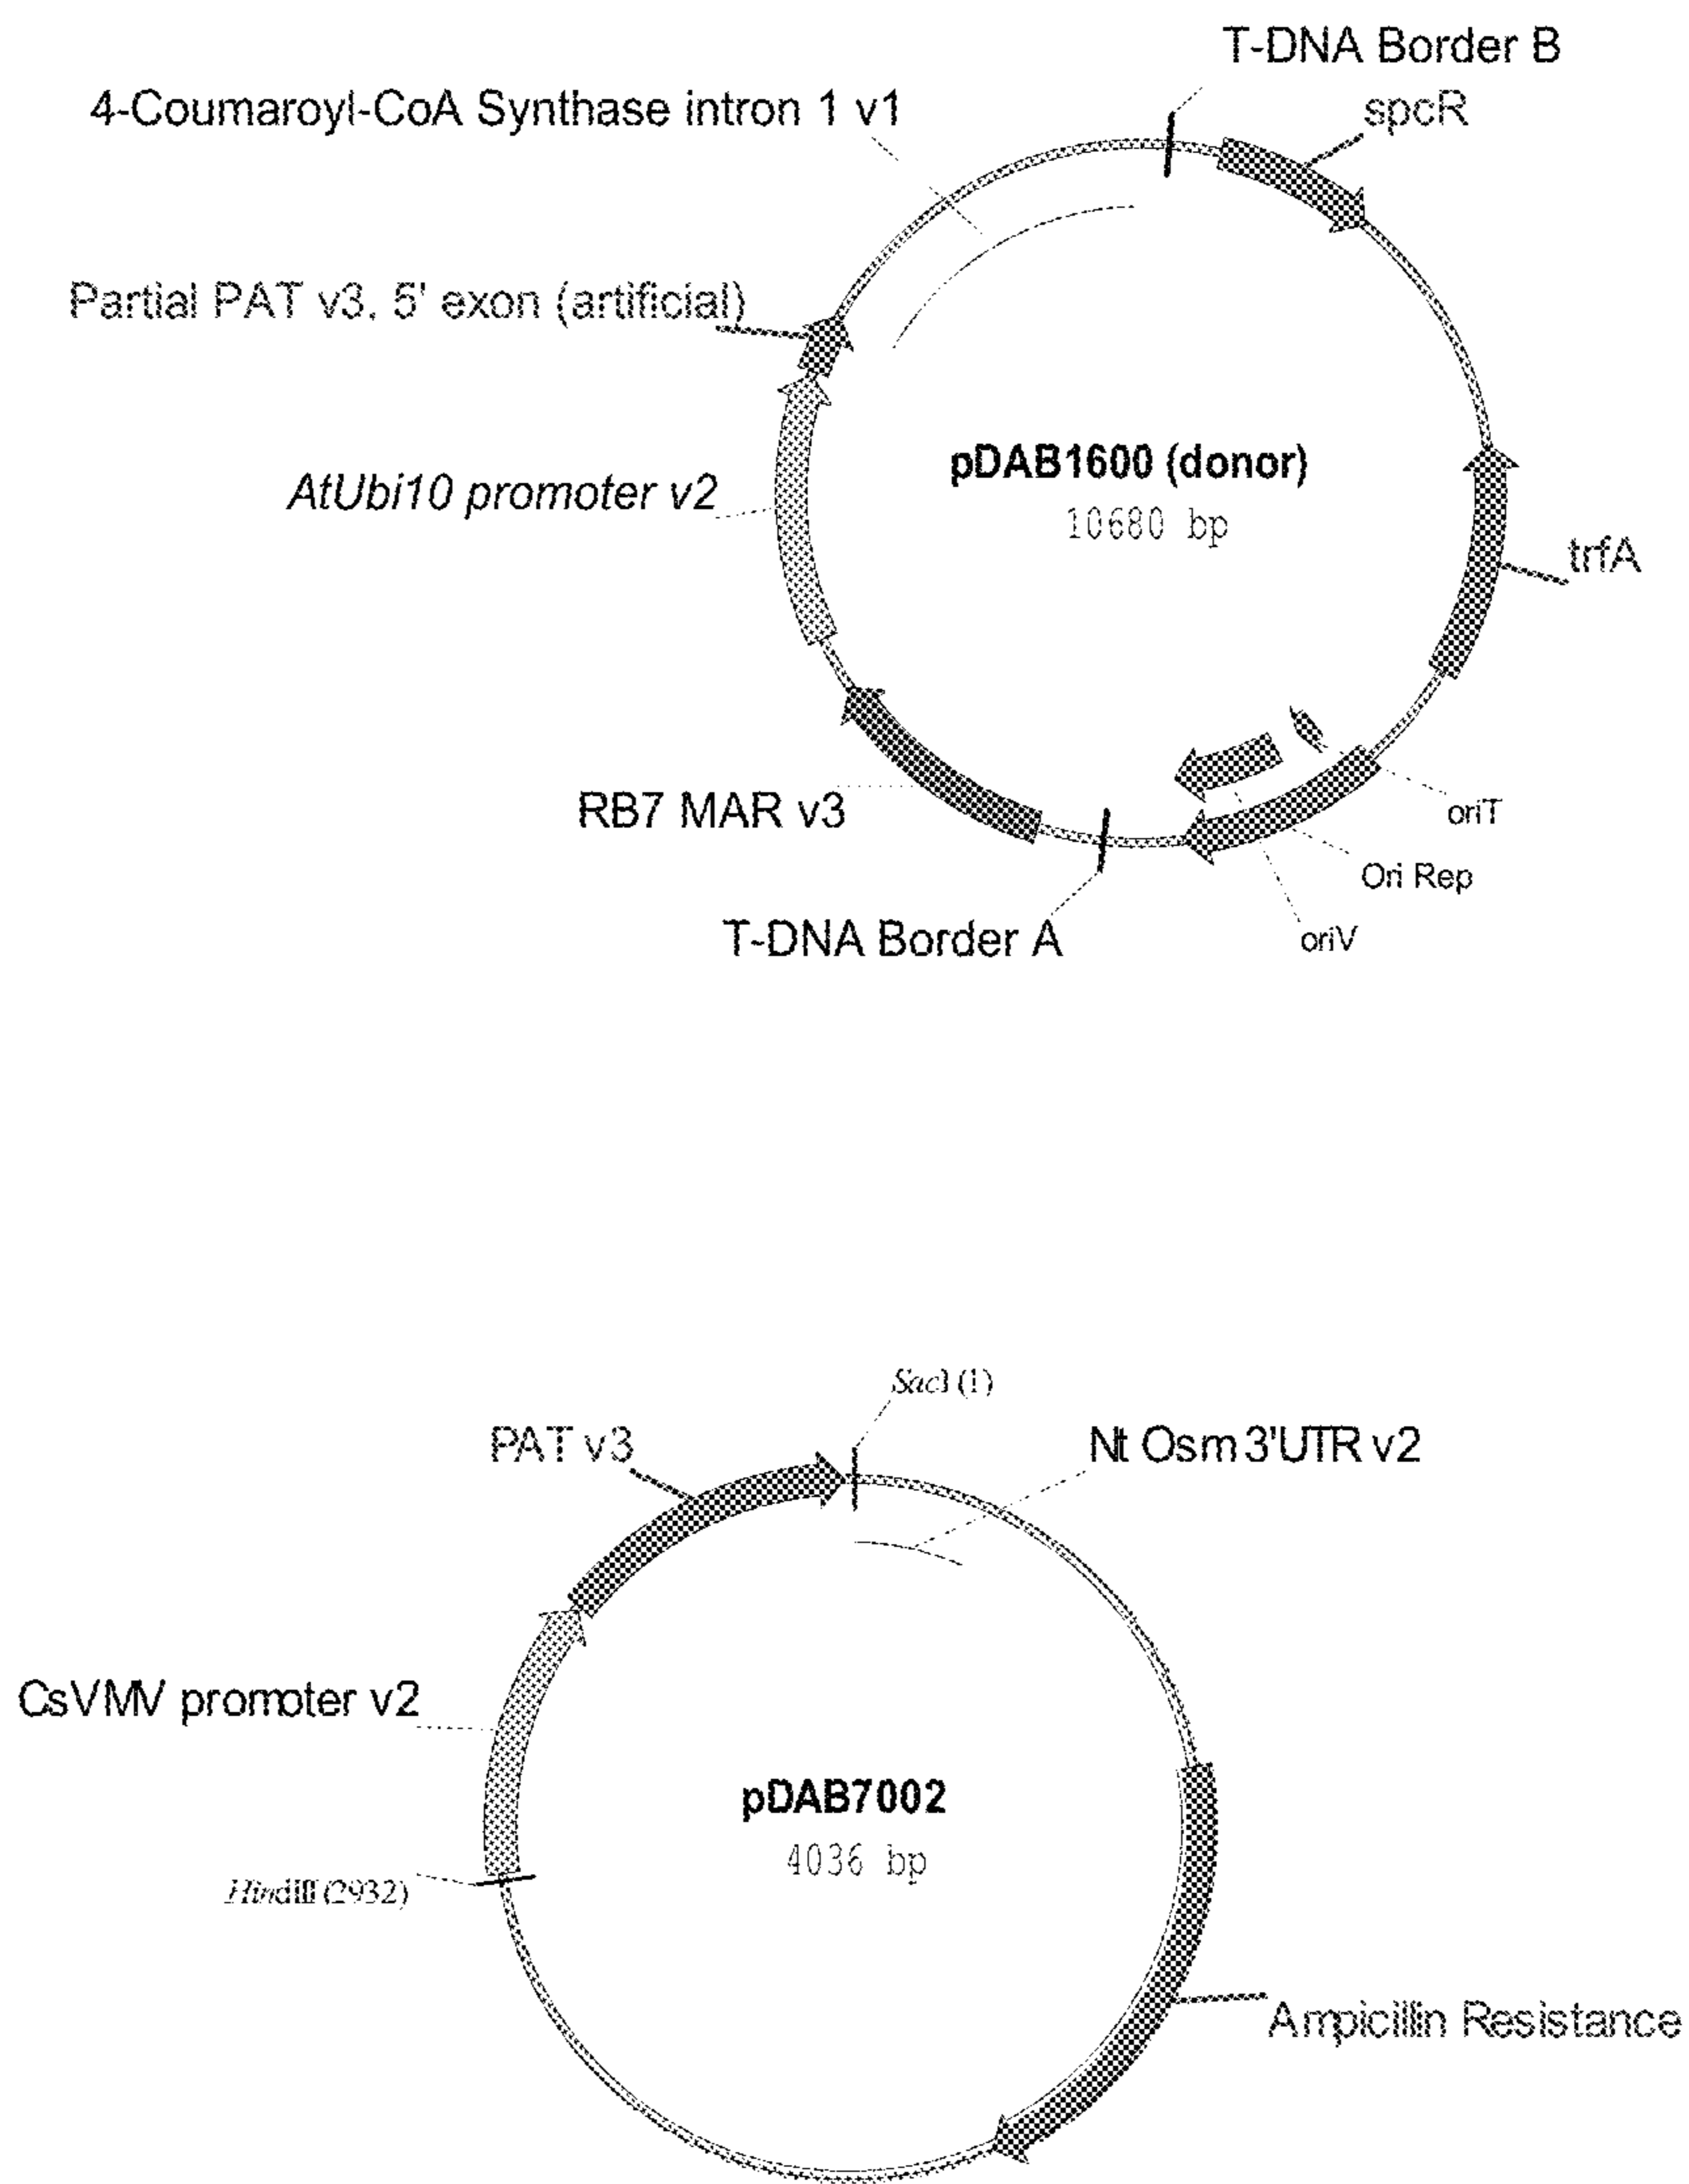 T-DNA Border B
4-Coumaroyl-CoA Synthase intron 1 v1
spcR
Partial PAT v3, 5' exon (artificial)
pDAB1600 (donor)
AtUbi10 promoter v2
10680 bp
trfA
RB7 MAR v3
oriT
Ori Rep
T-DNA Border A
oriV
SacI (1)
PAT v3
Nt Osm 3'UTR v2
CsVMV promoter v2
pDAB7002
4036 bp
HindIII (2932)
Ampicillin Resistance